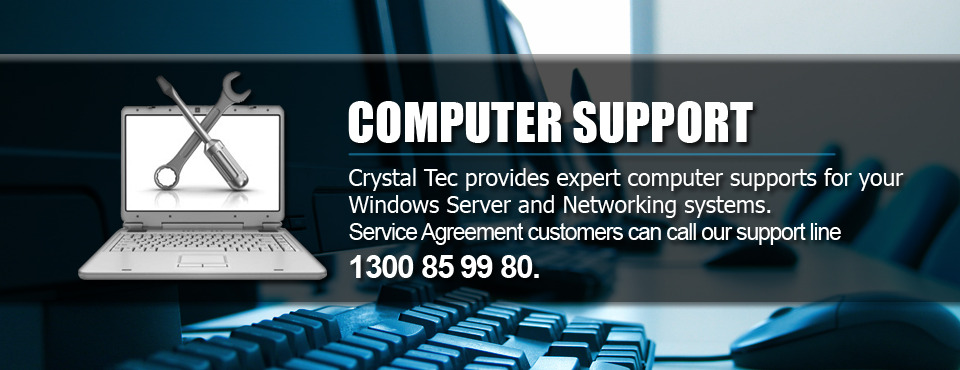 COMPUTER SUPPORT
Crystal Tec provides expert computer supports for your
Windows Server and Networking systems.
Service Agreement customers can call our support line
1300 85 99 80.